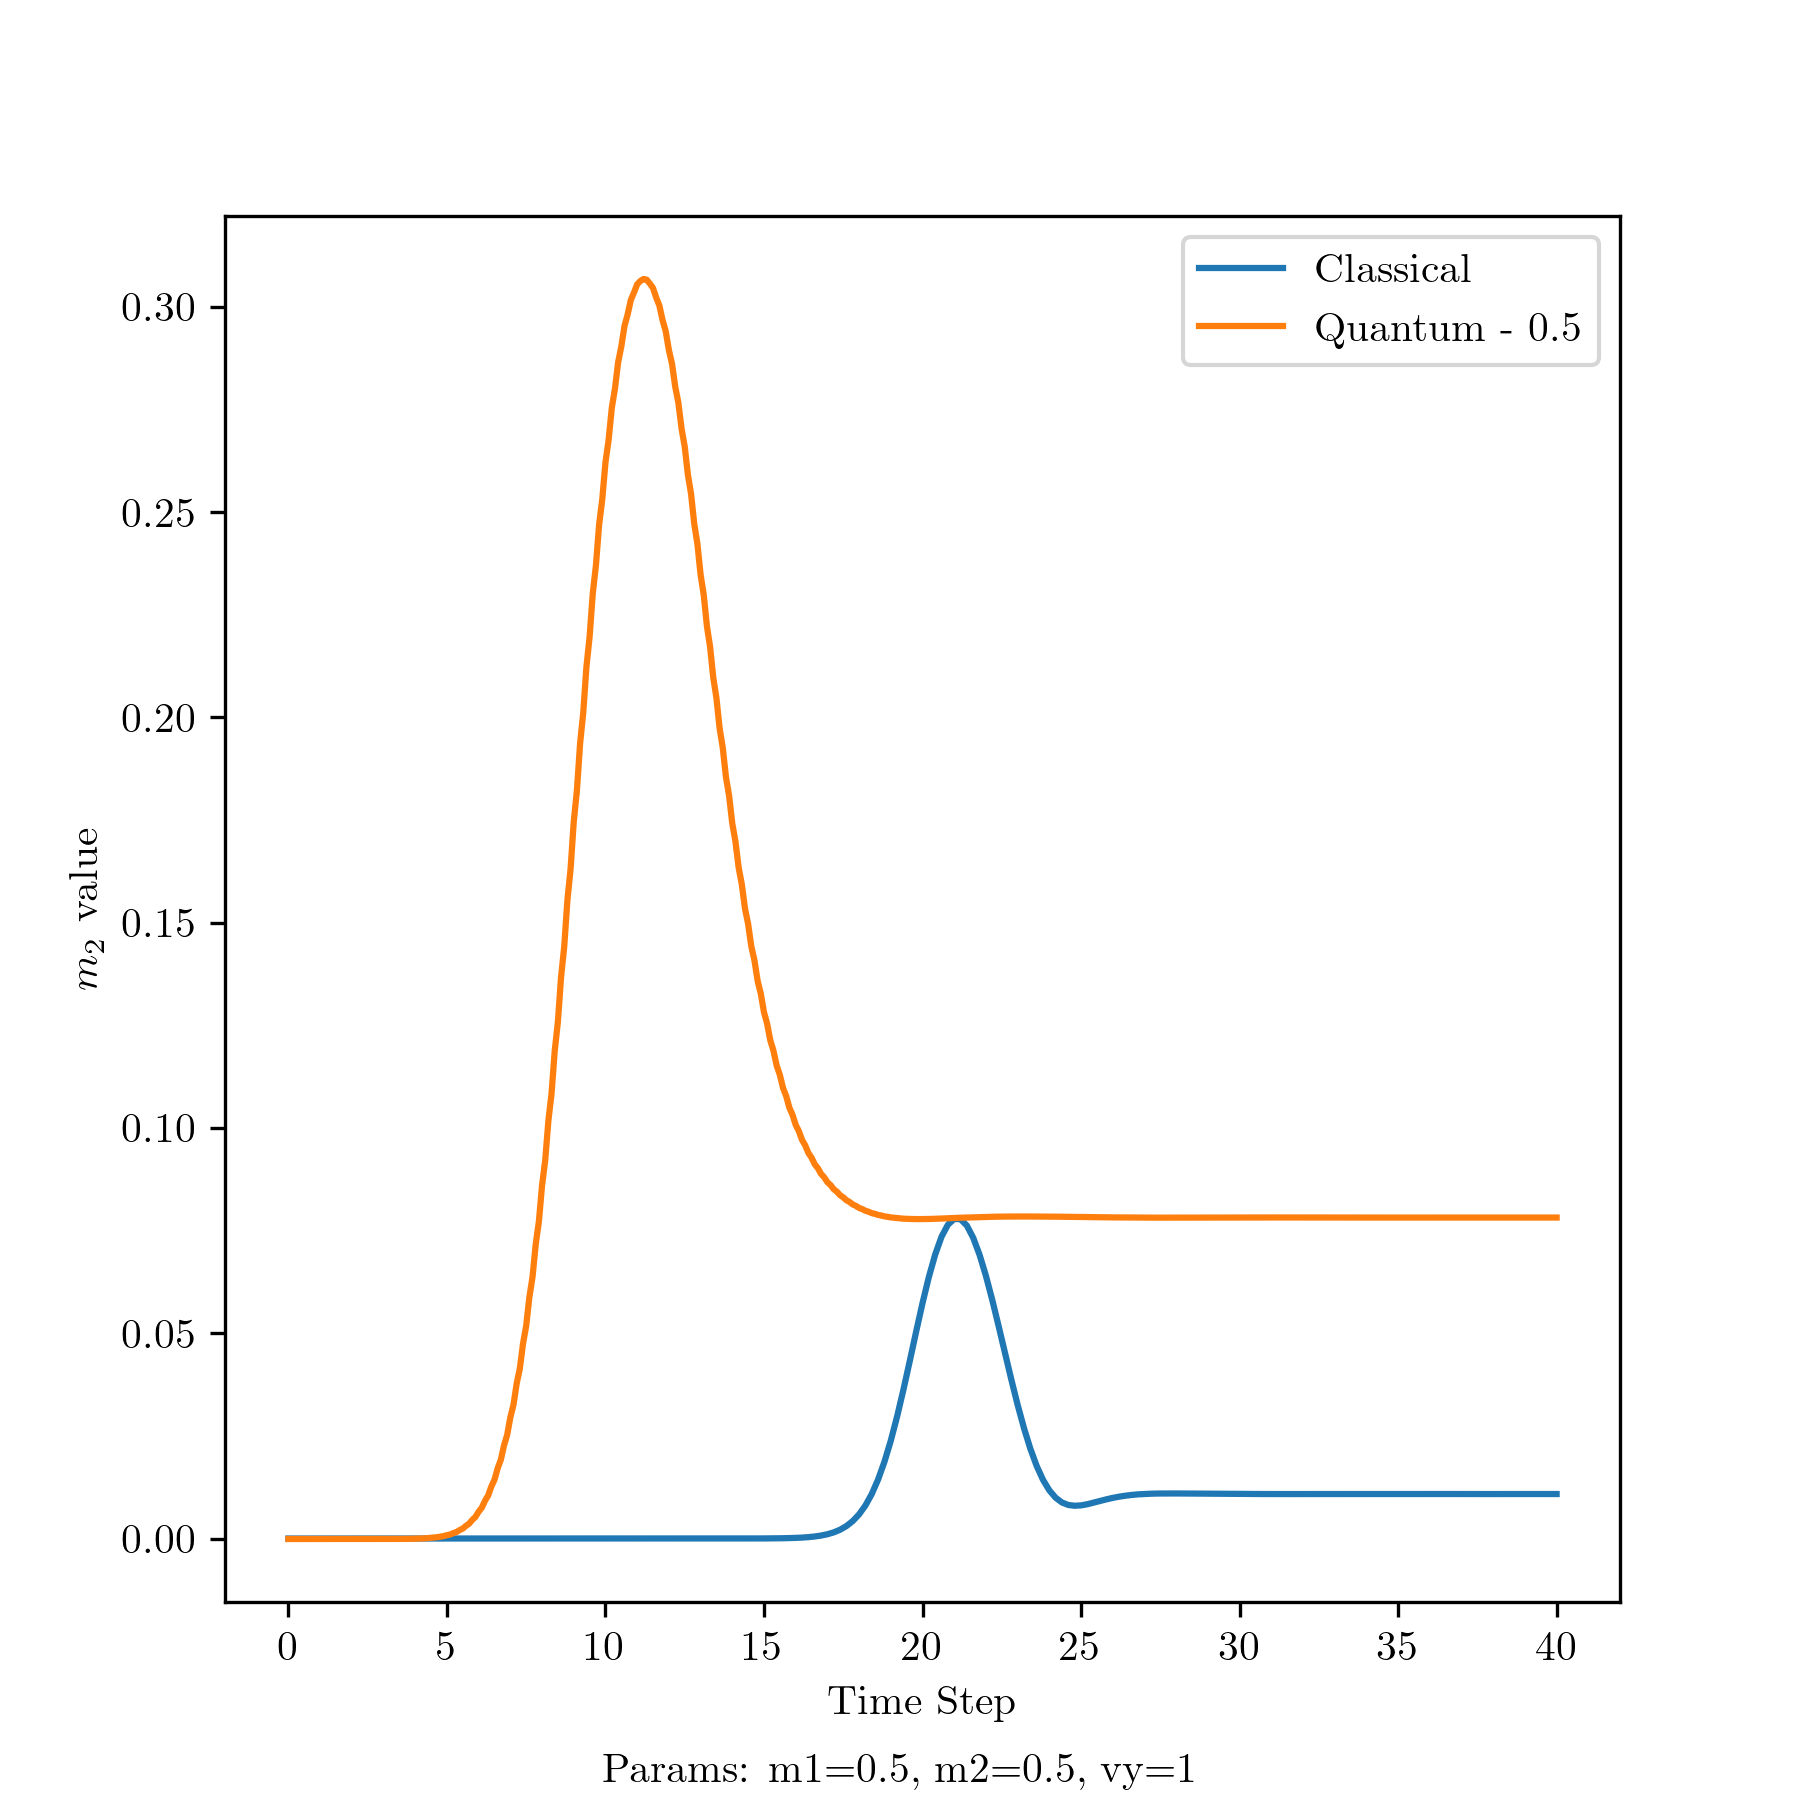 Classical
Quantum - 0.5
0.30
0.25
0.20
0.15
0.10
0.05
0.00
m₂ value
0 5 10 15 20 25 30 35 40
Time Step
Params: m1=0.5, m2=0.5, vy=1